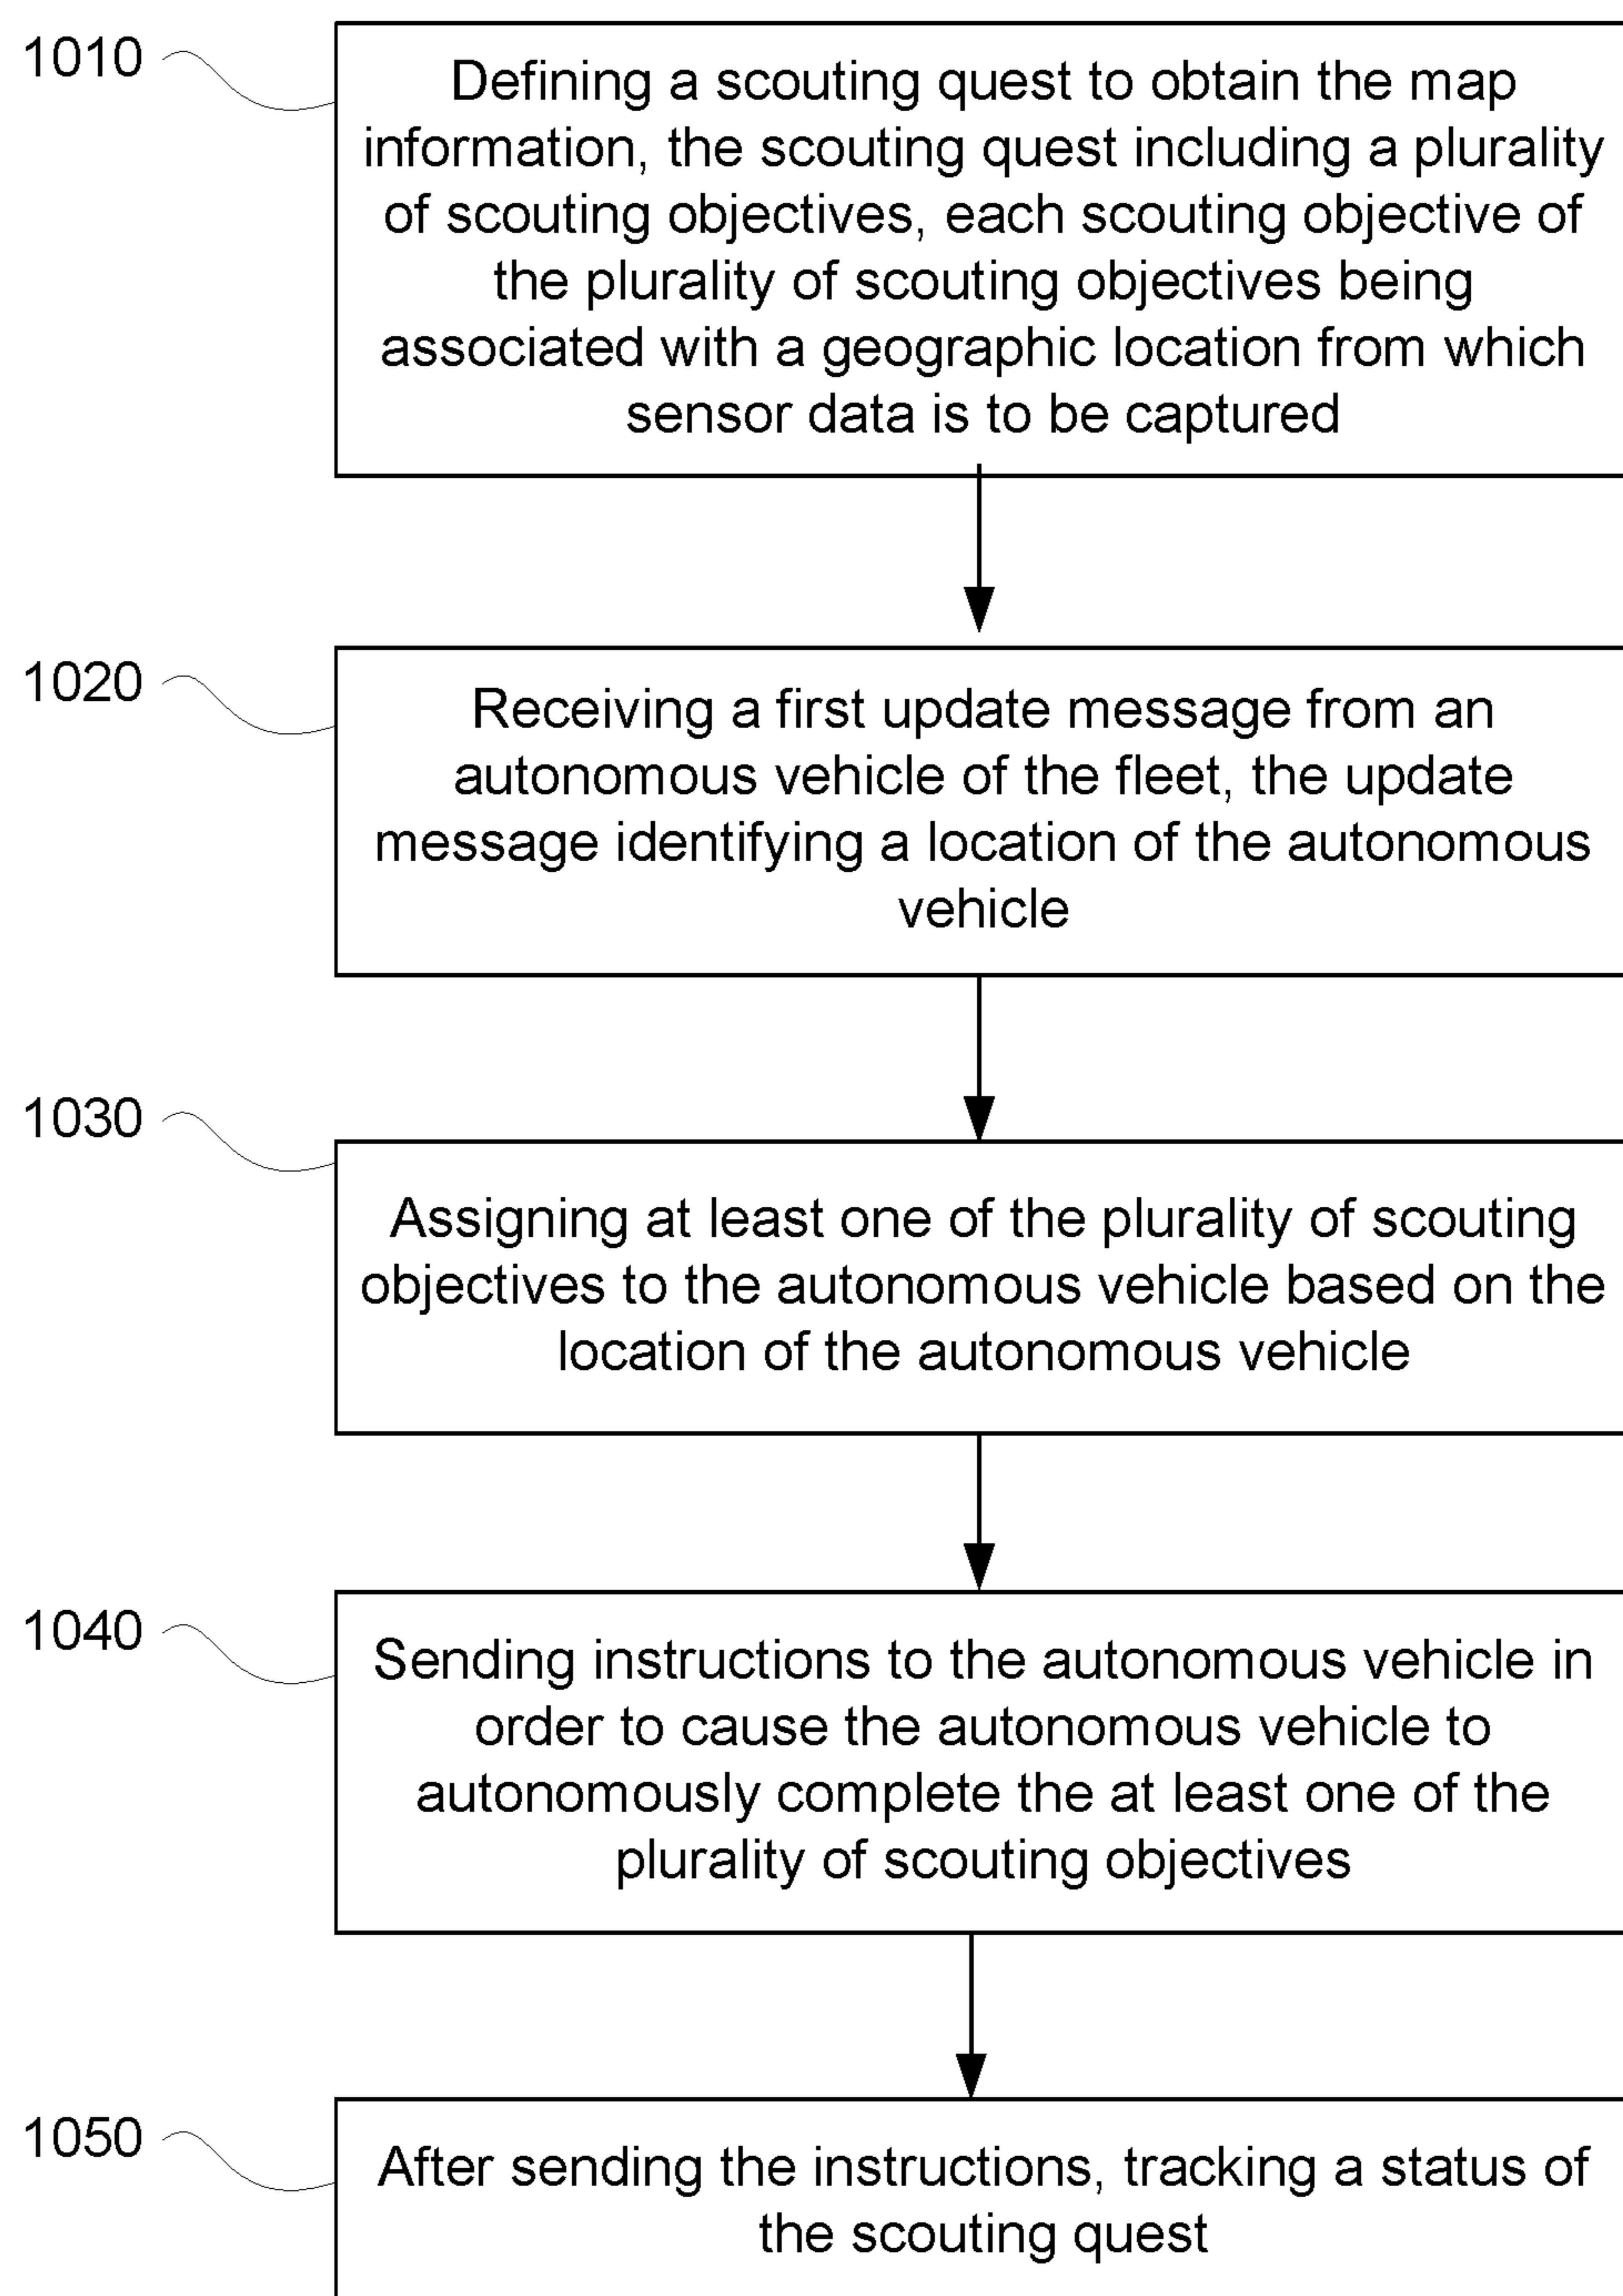 1010
Defining a scouting quest to obtain the map
information, the scouting quest including a plurality
of scouting objectives, each scouting objective of
the plurality of scouting objectives being
associated with a geographic location from which
sensor data is to be captured
1020
Receiving a first update message from an
autonomous vehicle of the fleet, the update
message identifying a location of the autonomous
vehicle
1030
Assigning at least one of the plurality of scouting
objectives to the autonomous vehicle based on the
location of the autonomous vehicle
1040
Sending instructions to the autonomous vehicle in
order to cause the autonomous vehicle to
autonomously complete the at least one of the
plurality of scouting objectives
1050
After sending the instructions, tracking a status of
the scouting quest